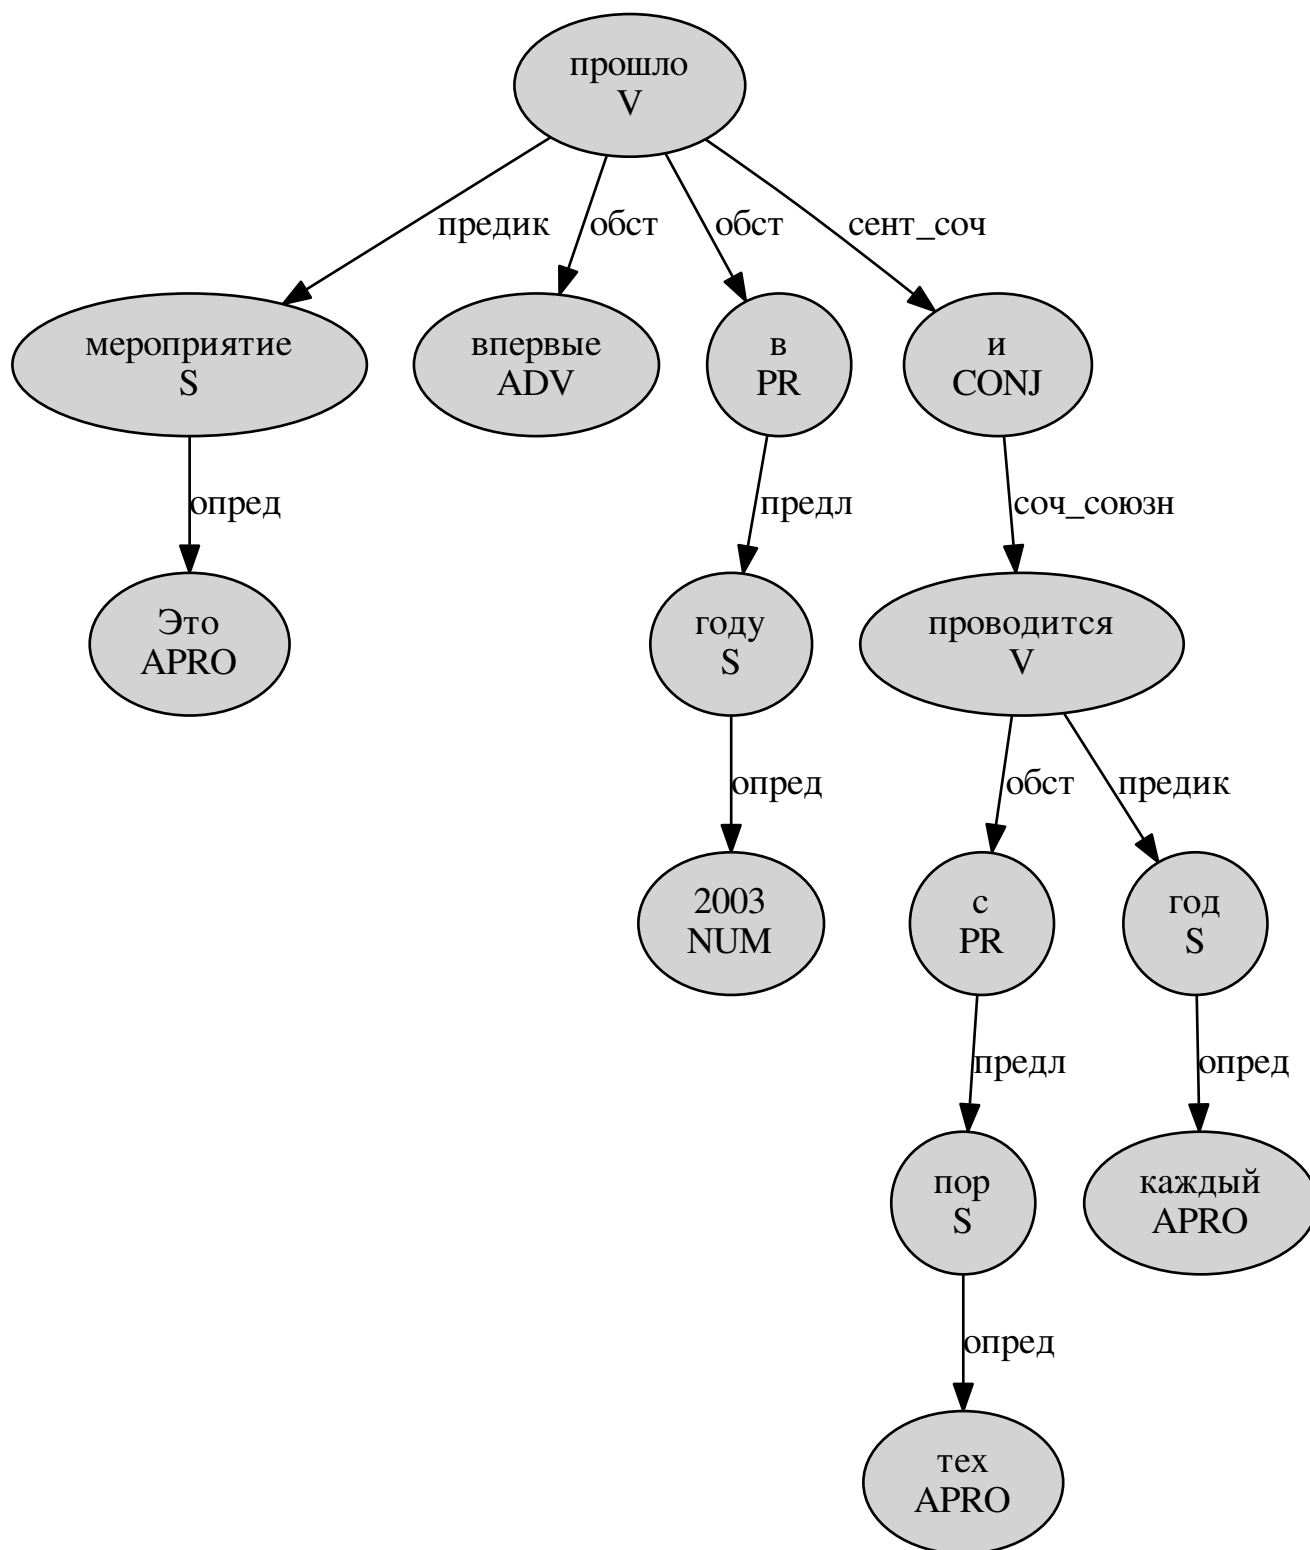 прошло
V
предик
обст
обст
сент_соч
мероприятие
S
впервые
ADV
в
PR
и
CONJ
опред
предл
соч_союзн
Это
APRO
году
S
проводится
V
опред
обст
предик
2003
NUM
с
PR
год
S
предл
опред
пор
S
каждый
APRO
опред
тех
APRO